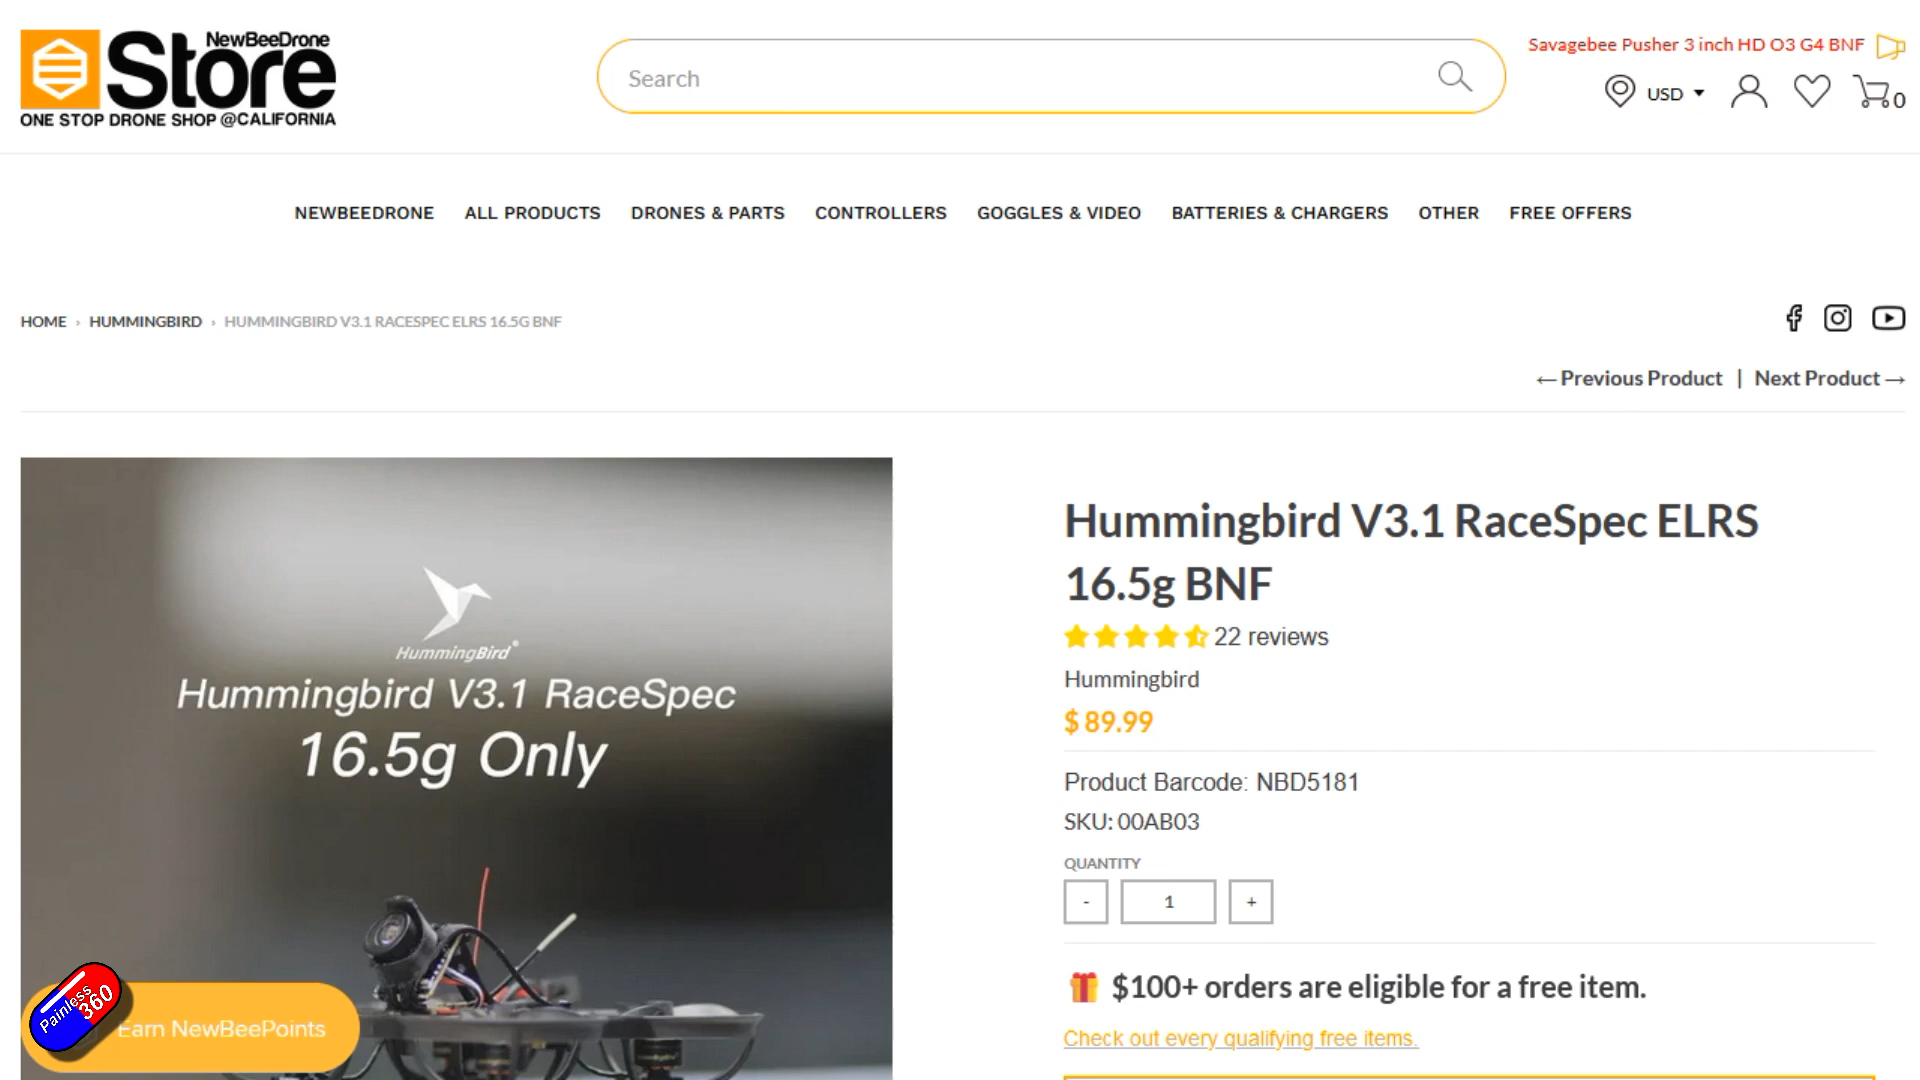 NewBeeDrone
Store
ONE STOP DRONE SHOP @CALIFORNIA
Search
Savagebee Pusher 3 inch HD O3 G4 BNF
USD
0
NEWBEEDRONE ALL PRODUCTS DRONES & PARTS CONTROLLERS GOGGLES & VIDEO BATTERIES & CHARGERS OTHER FREE OFFERS
HOME › HUMMINGBIRD › HUMMINGBIRD V3.1 RACESPEC ELRS 16.5G BNF
← Previous Product | Next Product →
HummingBird®
Hummingbird V3.1 RaceSpec
16.5g Only
Painless
360
Earn NewBeePoints
Hummingbird V3.1 RaceSpec ELRS
16.5g BNF
22 reviews
Hummingbird
$ 89.99
Product Barcode: NBD5181
SKU: 00AB03
QUANTITY
- 1 +
$100+ orders are eligible for a free item.
Check out every qualifying free items.